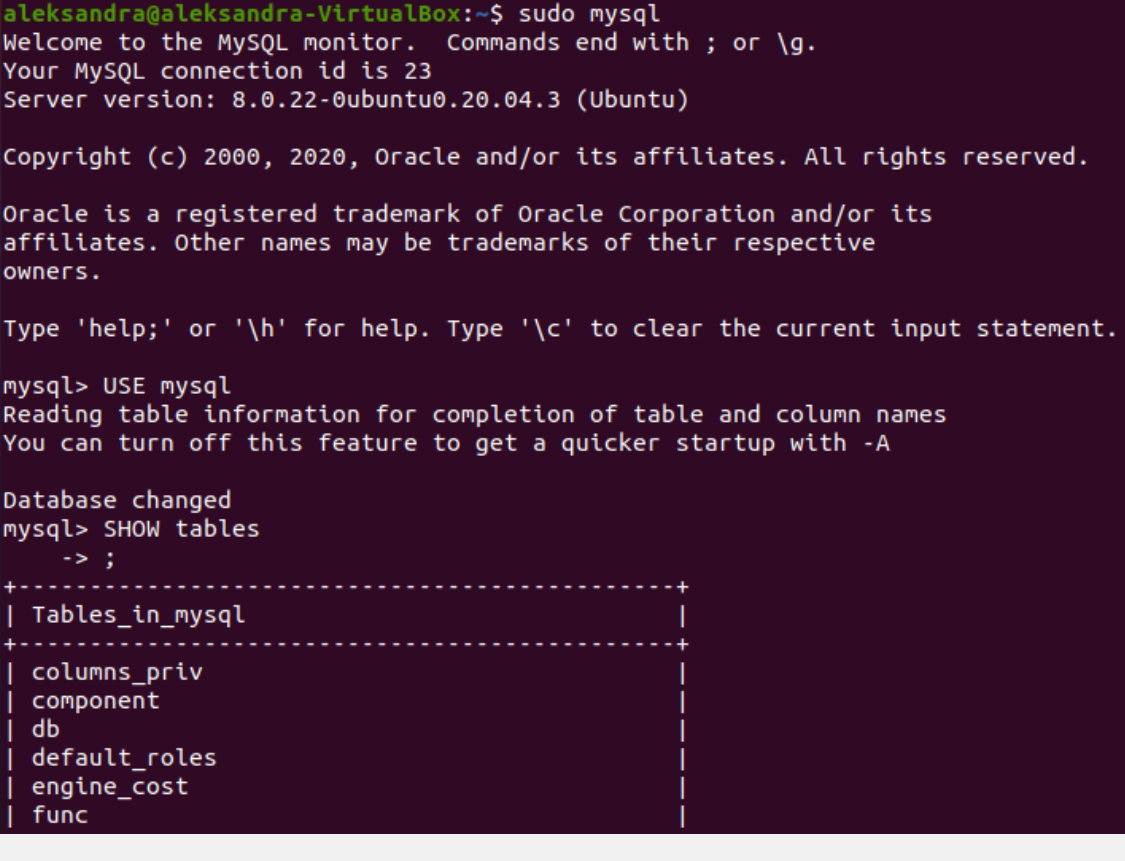 aleksandra@aleksandra-VirtualBox:~$ sudo mysql
Welcome to the MySQL monitor.  Commands end with ; or \g.
Your MySQL connection id is 23
Server version: 8.0.22-0ubuntu0.20.04.3 (Ubuntu)

Copyright (c) 2000, 2020, Oracle and/or its affiliates. All rights reserved.

Oracle is a registered trademark of Oracle Corporation and/or its
affiliates. Other names may be trademarks of their respective
owners.

Type 'help;' or '\h' for help. Type '\c' to clear the current input statement.

mysql> USE mysql
Reading table information for completion of table and column names
You can turn off this feature to get a quicker startup with -A

Database changed
mysql> SHOW tables
    -> ;
+----------------------------------------------+
| Tables_in_mysql                              |
+----------------------------------------------+
| columns_priv                                 |
| component                                    |
| db                                           |
| default_roles                                |
| engine_cost                                  |
| func                                         |